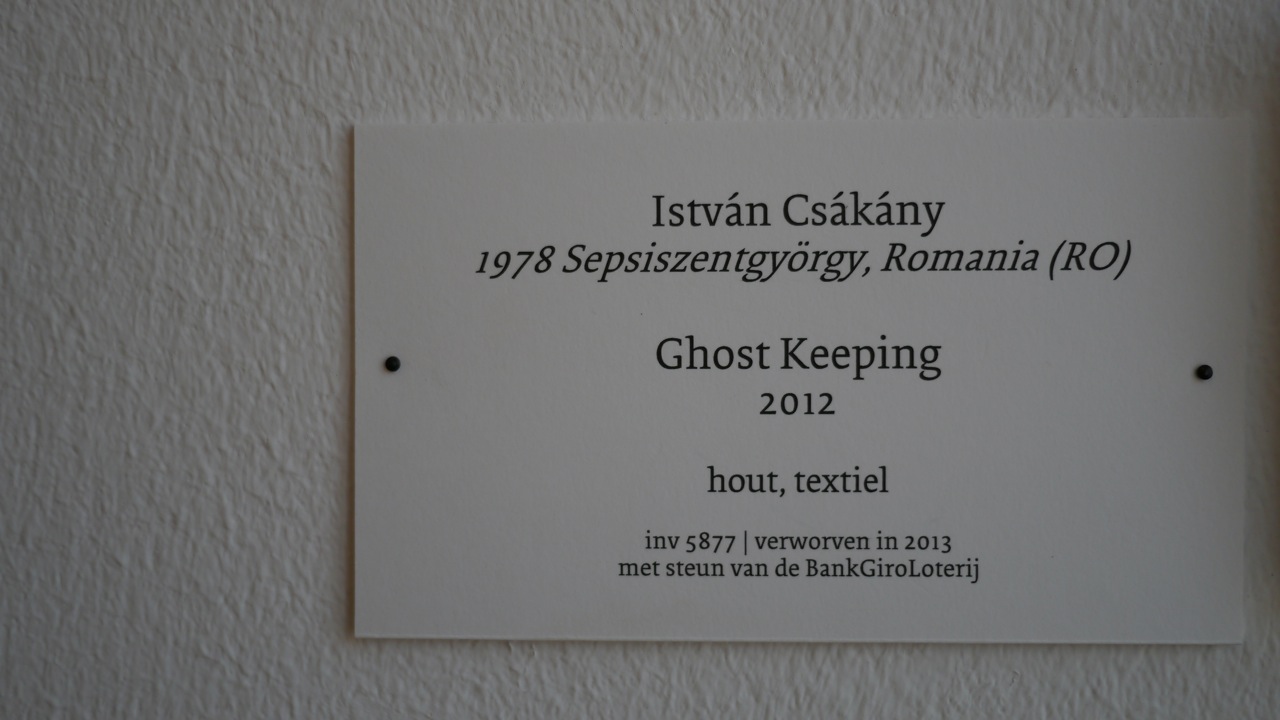 István Csákány
1978 Sepsiszentgyörgy, Romania (RO)
Ghost Keeping
2012
hout, textiel
inv 5877 | verworven in 2013
met steun van de BankGiroLoterij